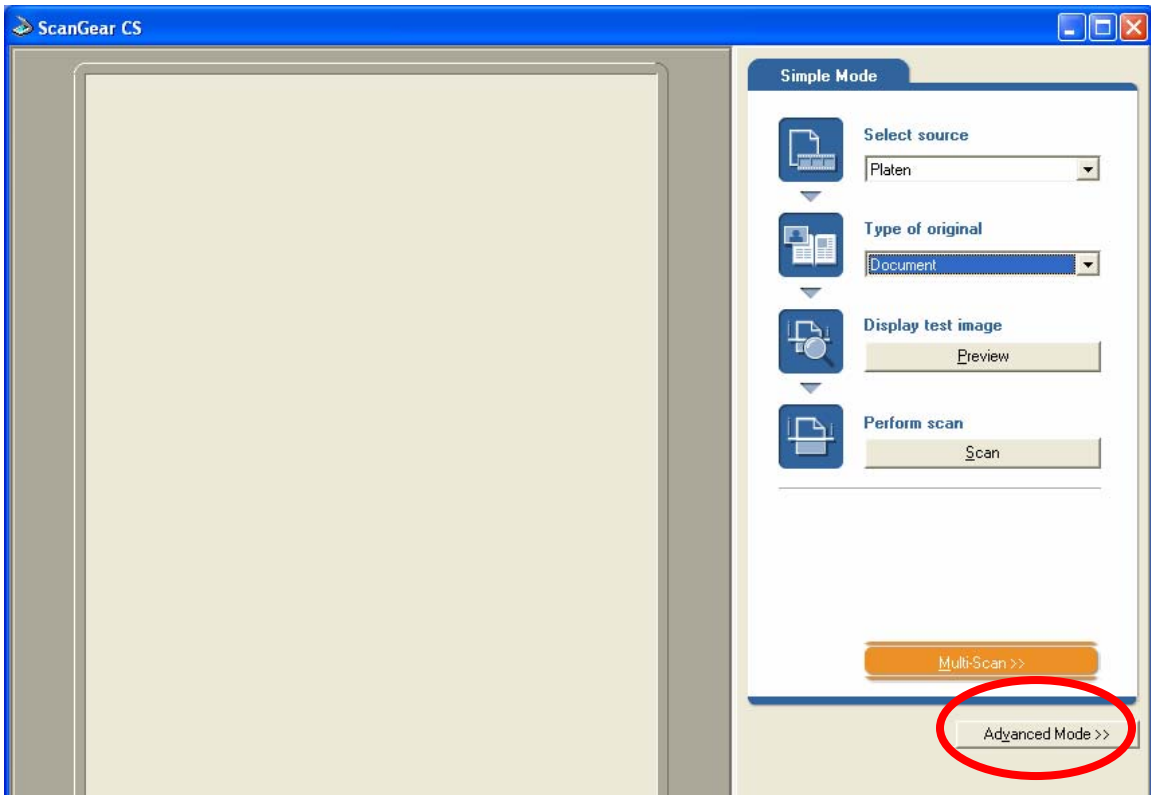 ScanGear CS
Simple Mode
Select source
Platen
Type of original
Document
Display test image
Preview
Perform scan
Scan
Multi-Scan >>
Advanced Mode >>